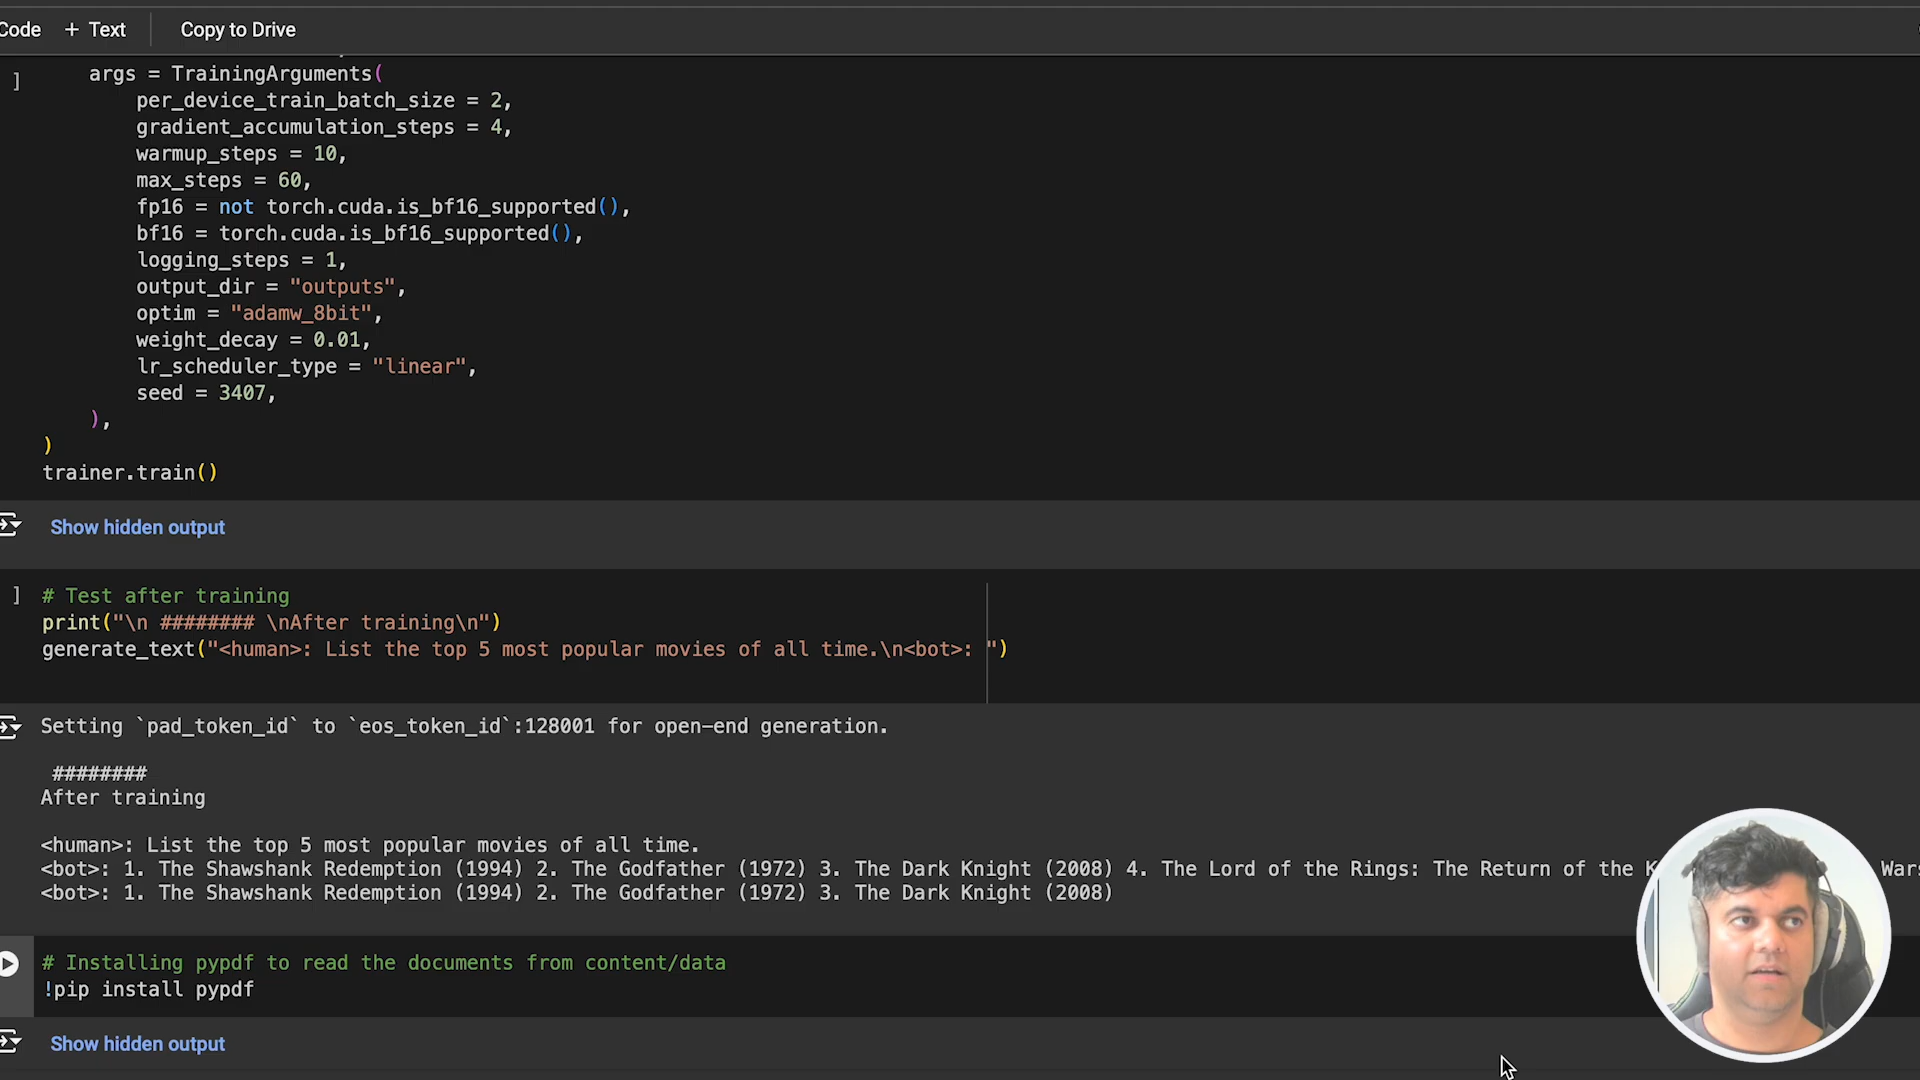 Code + Text Copy to Drive
]
args = TrainingArguments(
per_device_train_batch_size = 2,
gradient_accumulation_steps = 4,
warmup_steps = 10,
max_steps = 60,
fp16 = not torch.cuda.is_bf16_supported(),
bf16 = torch.cuda.is_bf16_supported(),
logging_steps = 1,
output_dir = "outputs",
optim = "adamw_8bit",
weight_decay = 0.01,
lr_scheduler_type = "linear",
seed = 3407,
),
)
trainer.train()
Show hidden output
] # Test after training
print("\n ######## \nAfter training\n")
generate_text("<human>: List the top 5 most popular movies of all time.\n<bot>: ")
Setting `pad_token_id` to `eos_token_id`:128001 for open-end generation.
########
After training
<human>: List the top 5 most popular movies of all time.
<bot>: 1. The Shawshank Redemption (1994) 2. The Godfather (1972) 3. The Dark Knight (2008) 4. The Lord of the Rings: The Return of the
<bot>: 1. The Shawshank Redemption (1994) 2. The Godfather (1972) 3. The Dark Knight (2008)
# Installing pypdf to read the documents from content/data
!pip install pypdf
Show hidden output